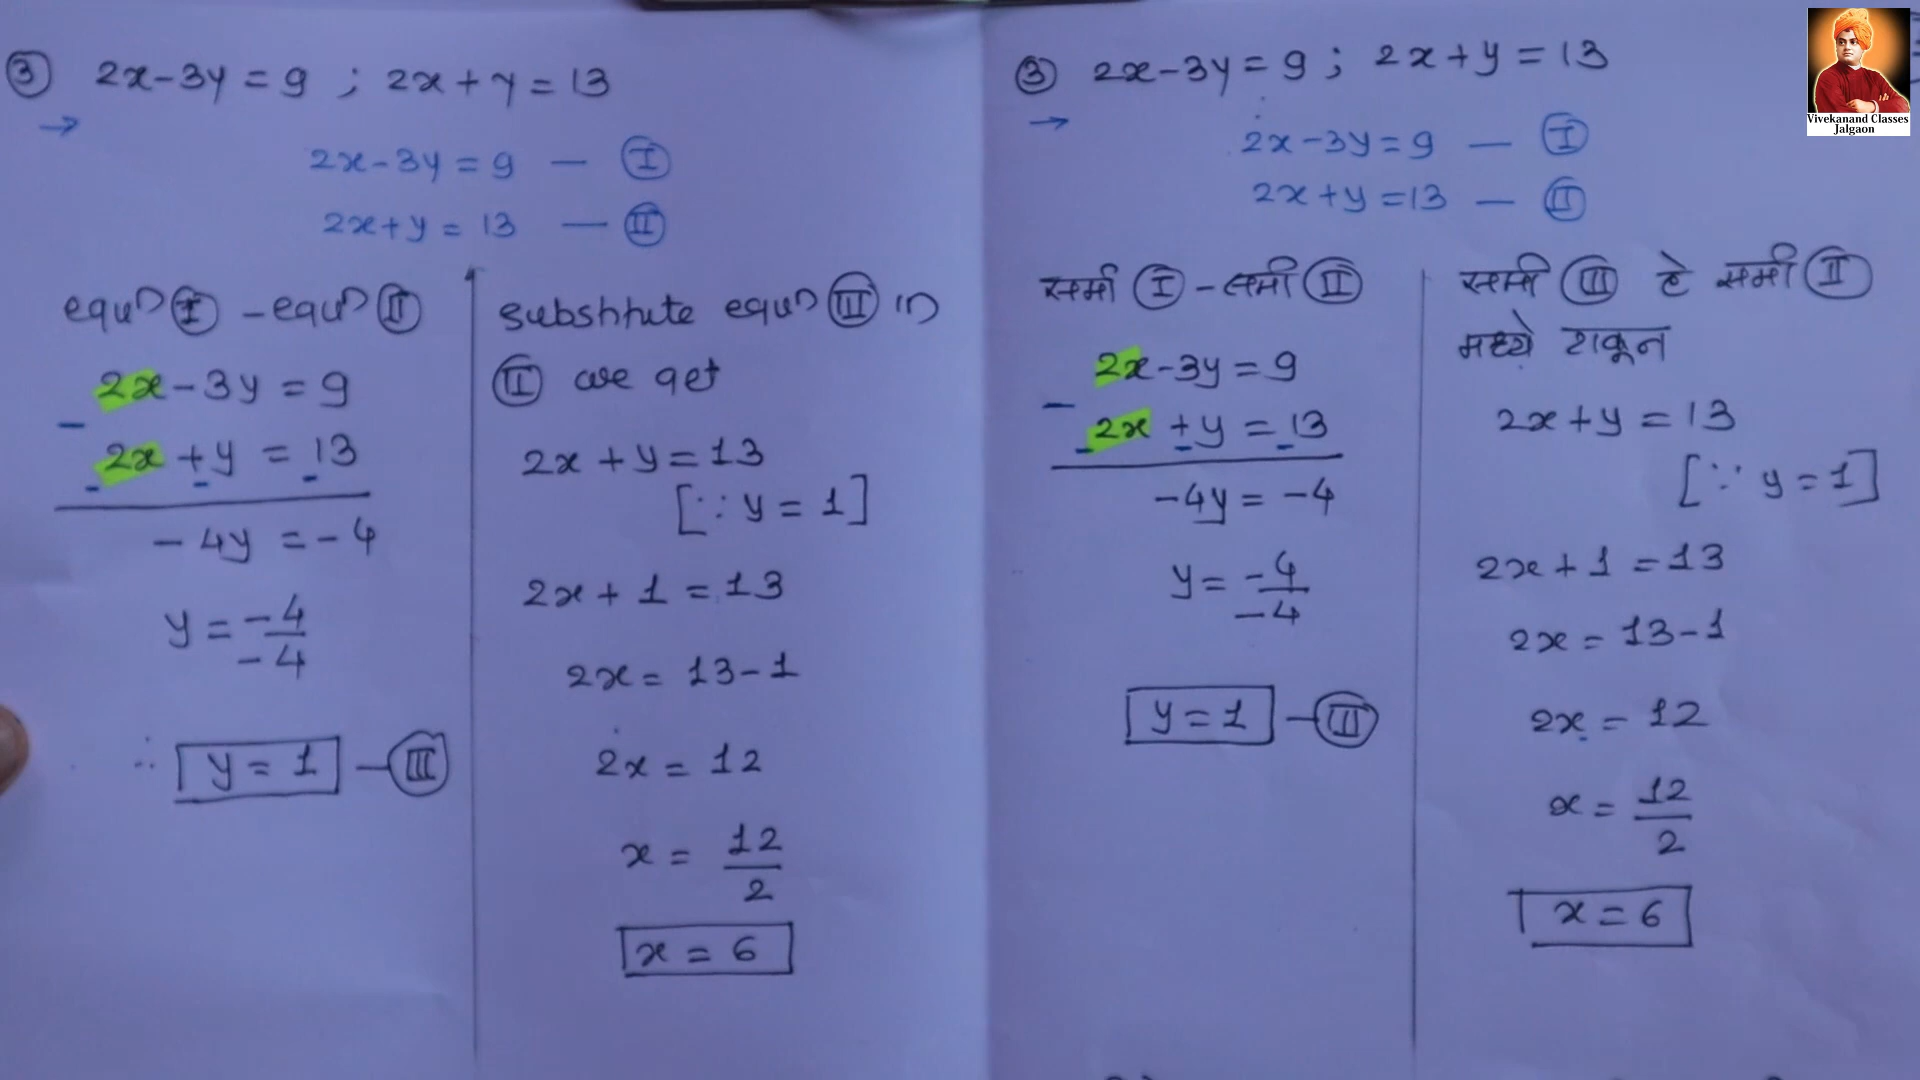 ③ 2x-3y=9 ; 2x+y=13
→
2x-3y=9 — Ⓘ
2x+y=13 — Ⓘ Ⓘ
equn Ⓘ - equn Ⅱ
2x-3y=9
- 2x+y=13
- - -
-4y=-4
y=-4/-4
∴ y=1 — Ⅲ
substitute equn Ⅲ in
Ⅱ we get
2x+y=13
[∵ y=1]
2x+1=13
2x=13-1
2x=12
x=12/2
x=6
③ 2x-3y=9 ; 2x+y=13
→
2x-3y=9 — Ⅰ
2x+y=13 — Ⅱ
समी Ⅰ - समी Ⅱ
2x-3y=9
- 2x+y=13
- - -
-4y=-4
y=-4/-4
y=1 — Ⅲ
समी Ⅲ हे समी Ⅱ
मध्ये टाकून
2x+y=13
[∵ y=1]
2x+1=13
2x=13-1
2x=12
x=12/2
x=6
Vivekanand Classes
Jalgaon